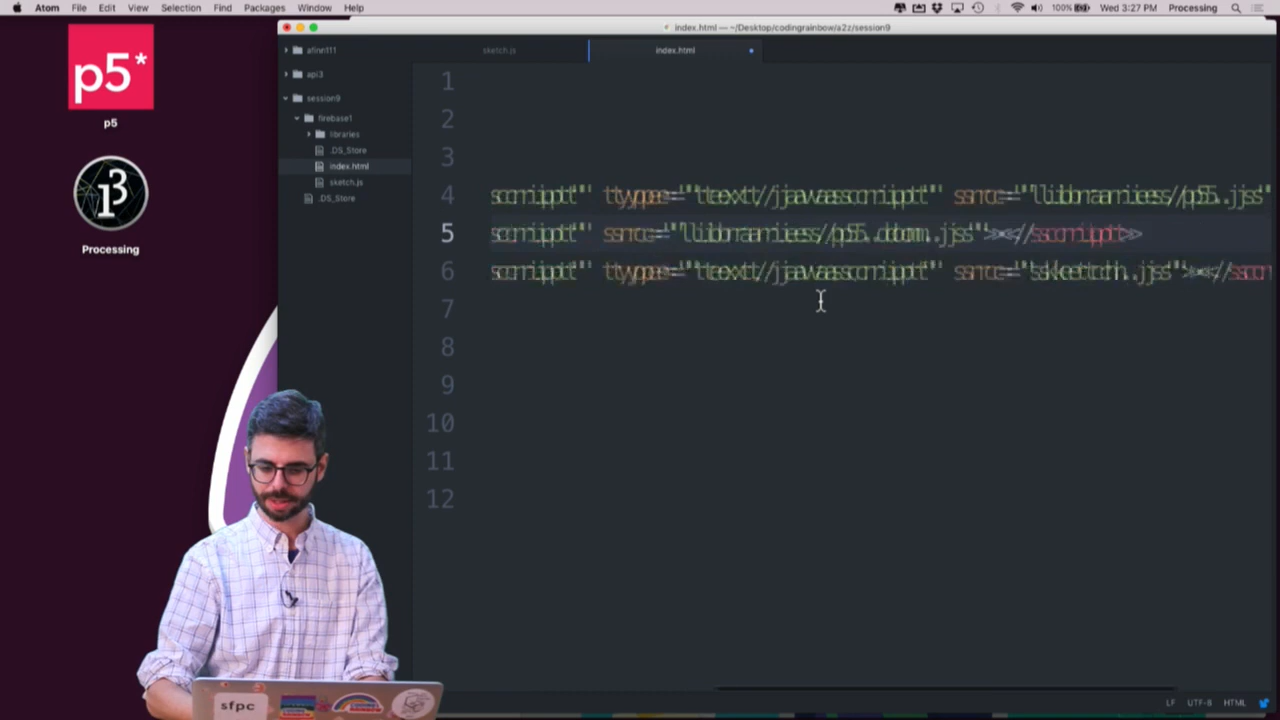 Atom File Edit View Selection Find Packages Window Help 100% Wed 3:27 PM Processing
index.html — ~/Desktop/codingrainbow/a2z/session9
afinn111
sketch.js
index.html
api3
session9
firebase1
libraries
.DS_Store
index.html
sketch.js
.DS_Store
p5*
p5
Processing
1
2
3
4 script" type="text/javascript" src="libraries/p5.js"
5 script" src="libraries/p5.dom.js"></script>
6 script" type="text/javascript" src="sketch.js"></scri
7
8
9
10
11
12
sfpc
LF UTF-8 HTML